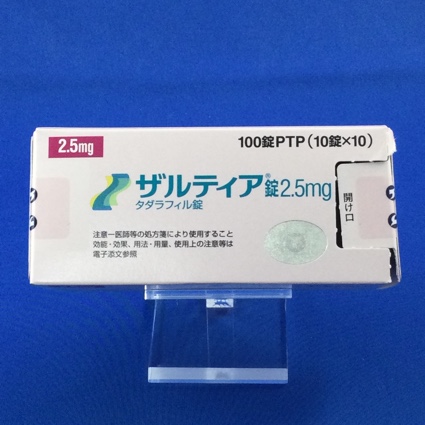 2.5mg
100錠PTP(10錠×10)
ザルティア®錠2.5mg
タダラフィル錠
開け口
注意-医師等の処方箋により使用すること
効能・効果、用法・用量、使用上の注意等は
電子添文参照